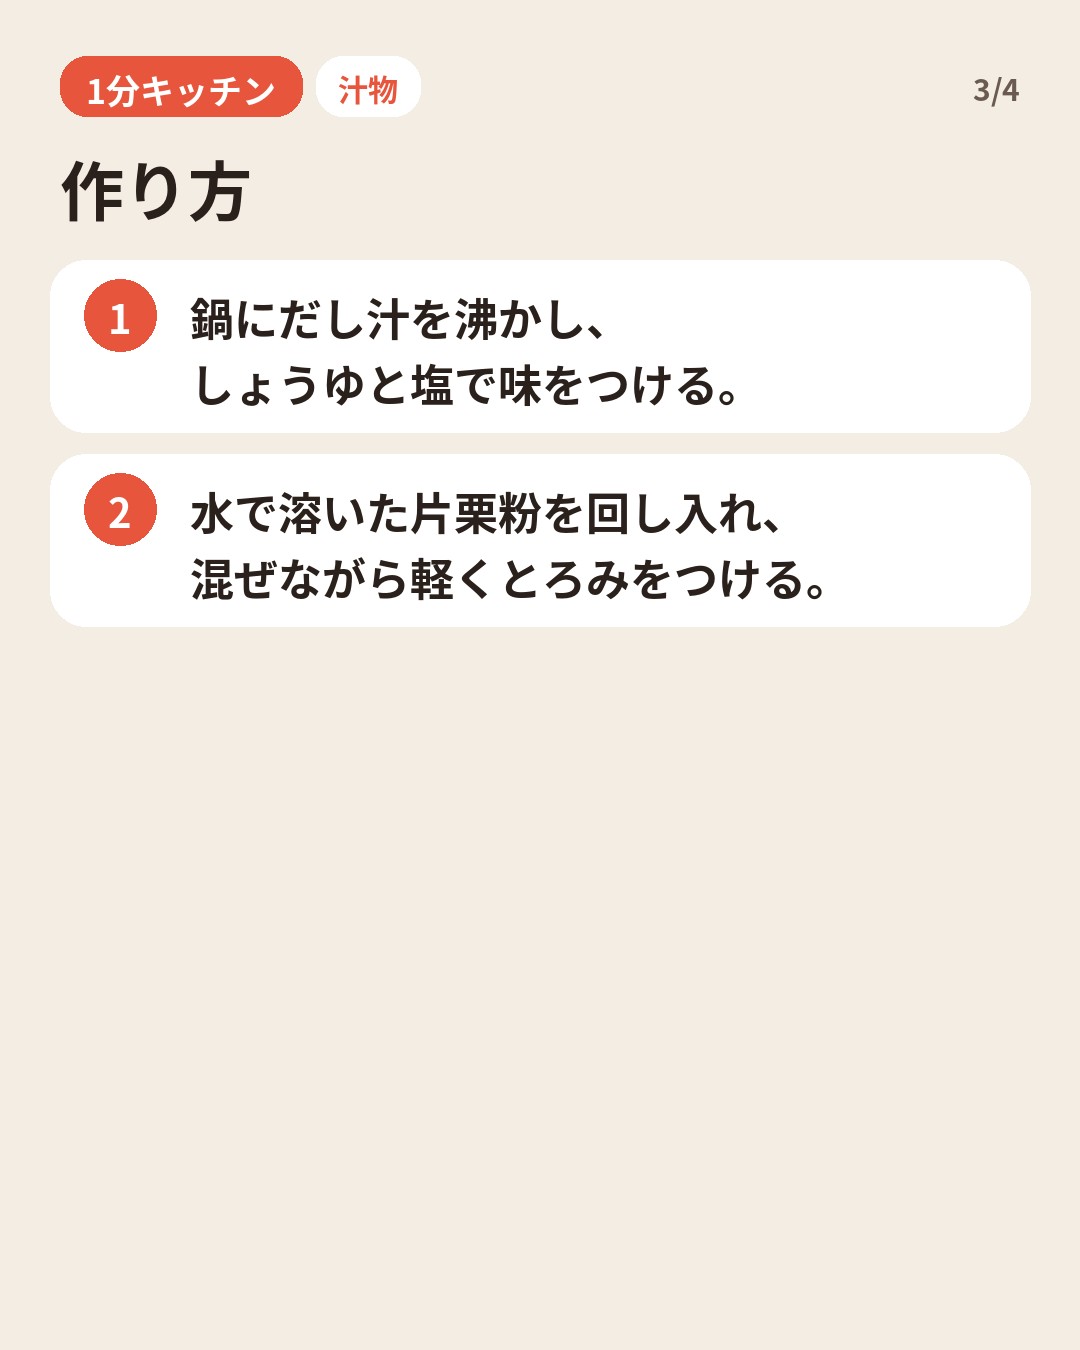 1分キッチン 汁物 3/4
作り方
1 鍋にだし汁を沸かし、
しょうゆと塩で味をつける。
2 水で溶いた片栗粉を回し入れ、
混ぜながら軽くとろみをつける。